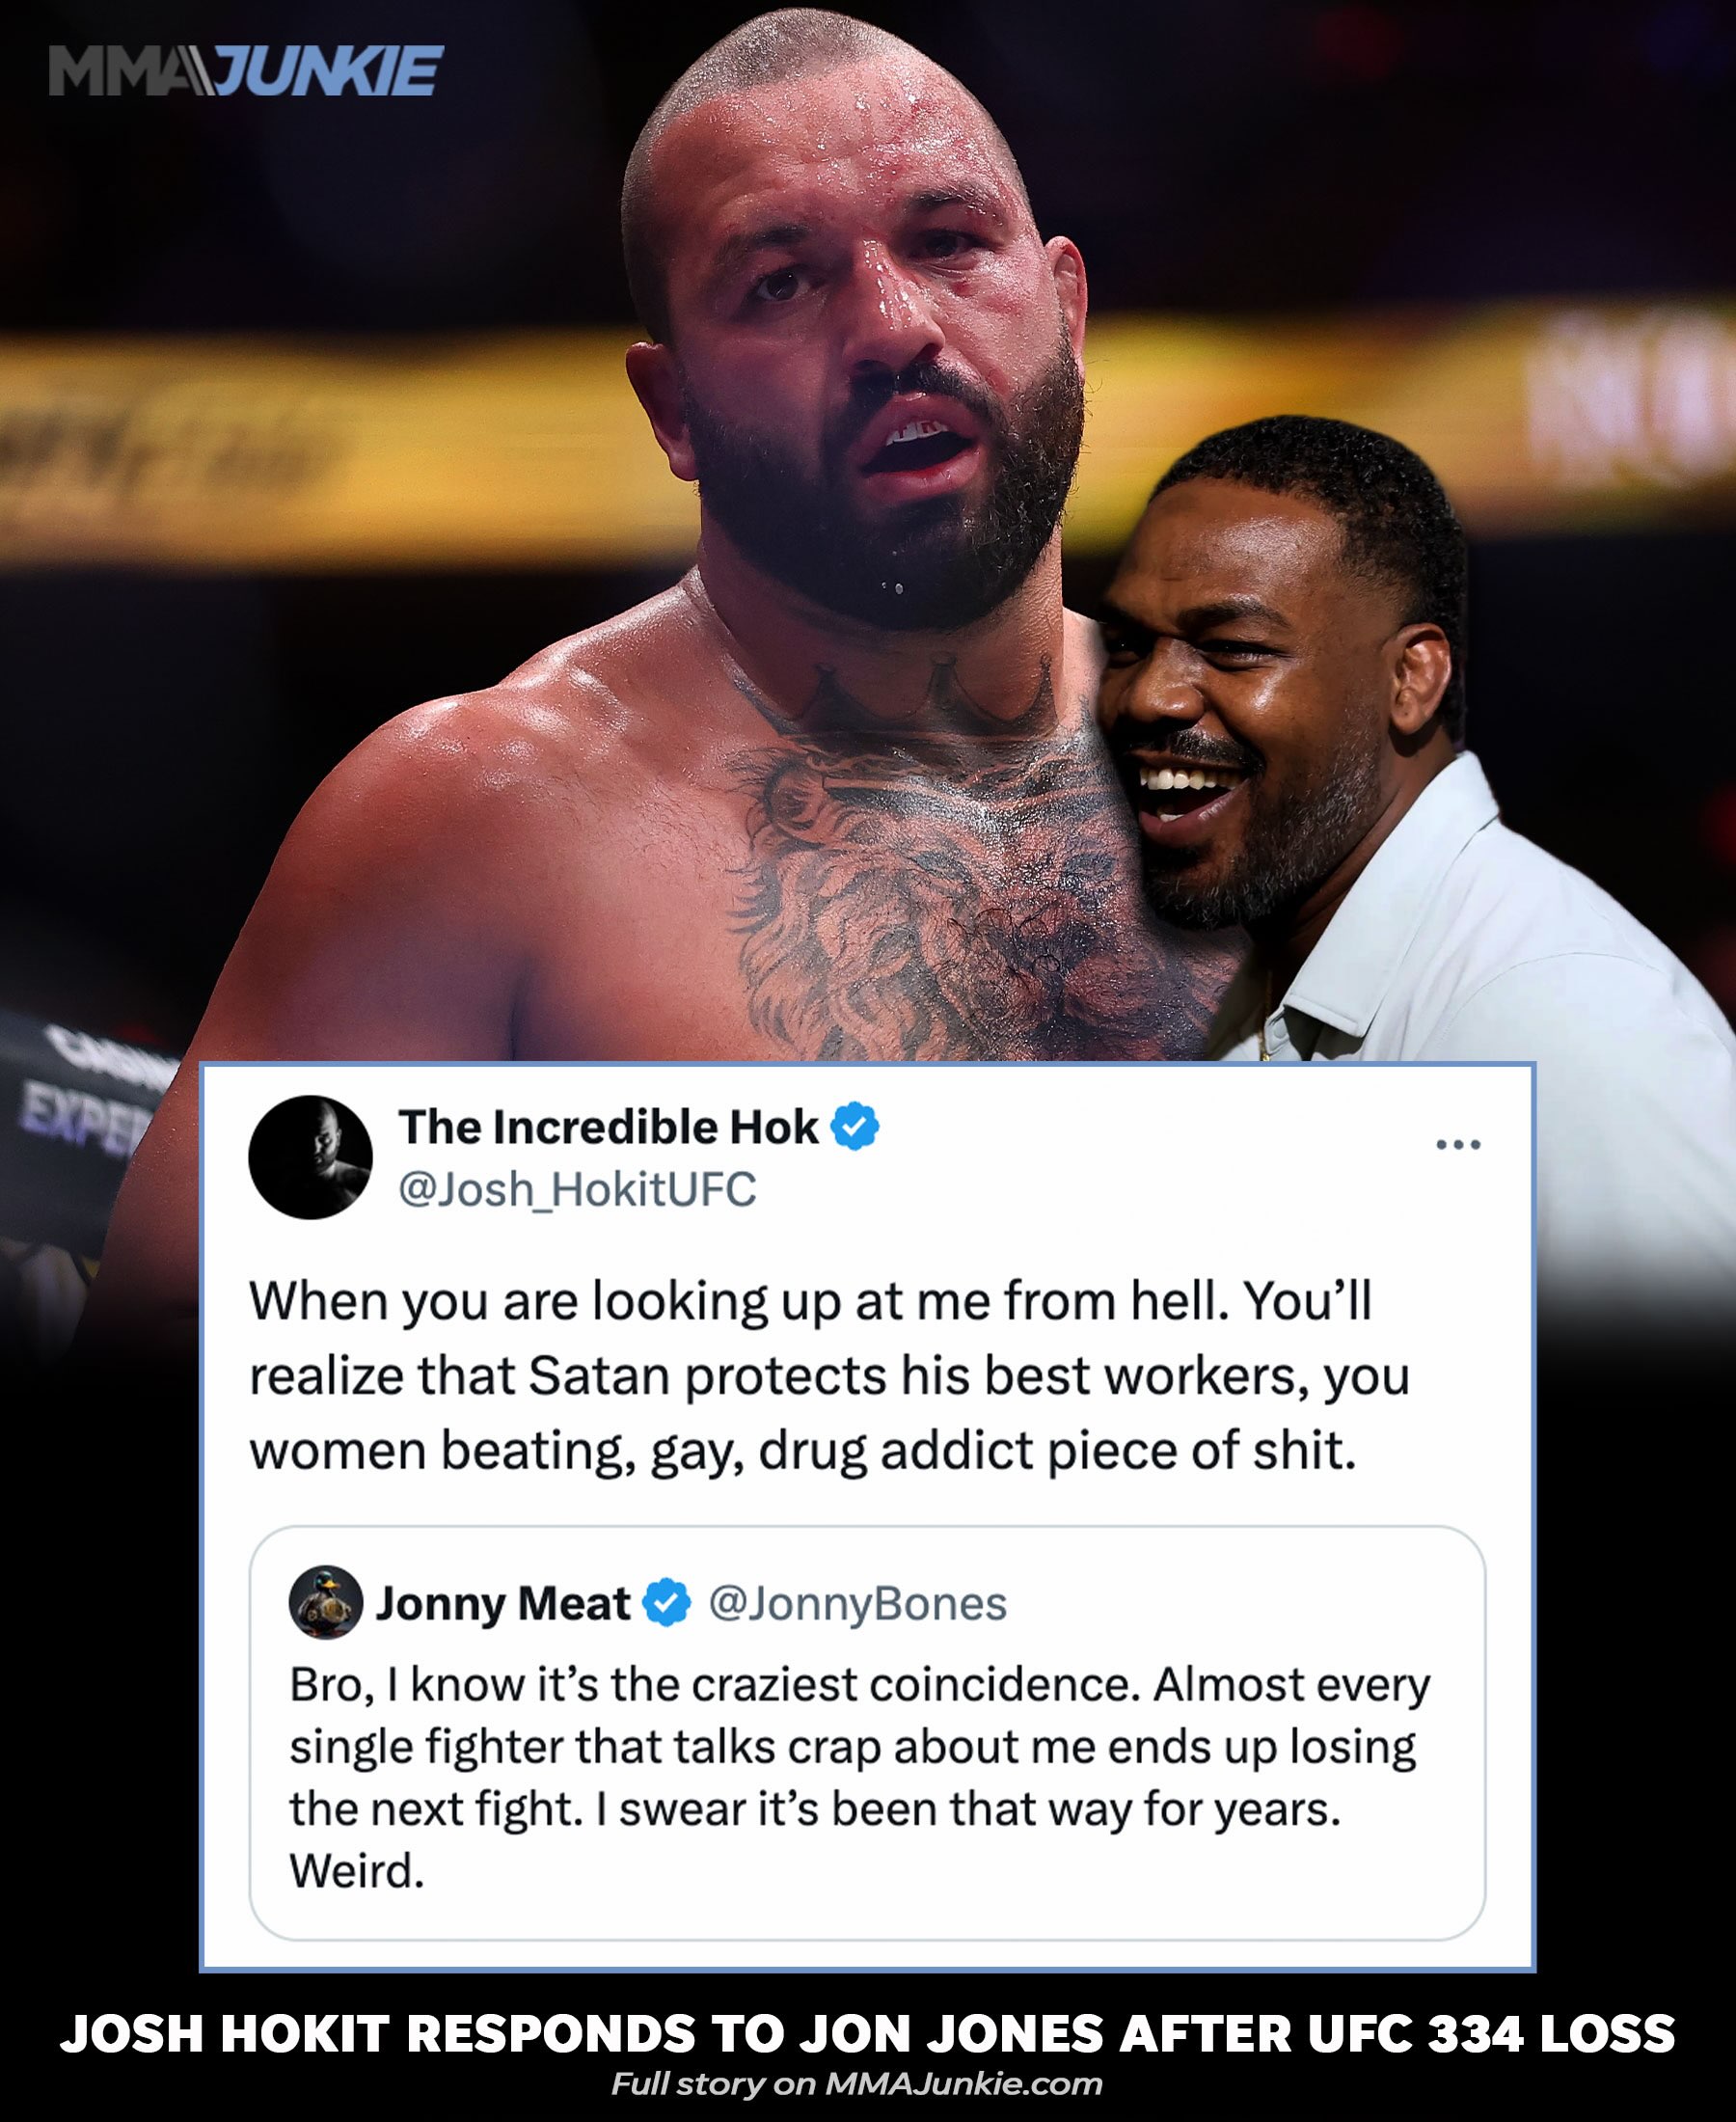 MMA\JUNKIE
EXPE
The Incredible Hok
@Josh_HokitUFC
When you are looking up at me from hell. You’ll
realize that Satan protects his best workers, you
women beating, gay, drug addict piece of shit.
Jonny Meat @JonnyBones
Bro, I know it’s the craziest coincidence. Almost every
single fighter that talks crap about me ends up losing
the next fight. I swear it’s been that way for years.
Weird.
JOSH HOKIT RESPONDS TO JON JONES AFTER UFC 334 LOSS
Full story on MMAJunkie.com